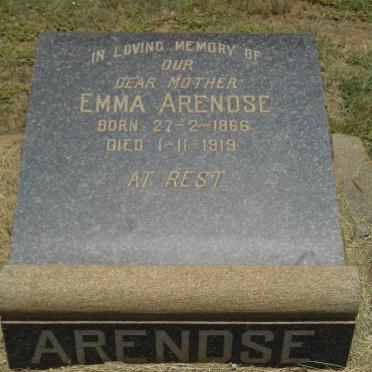 IN LOVING MEMORY OF
OUR
DEAR MOTHER
EMMA ARENDSE
BORN 27-2-1866
DIED 1-11-1919
AT REST
ARENDSE